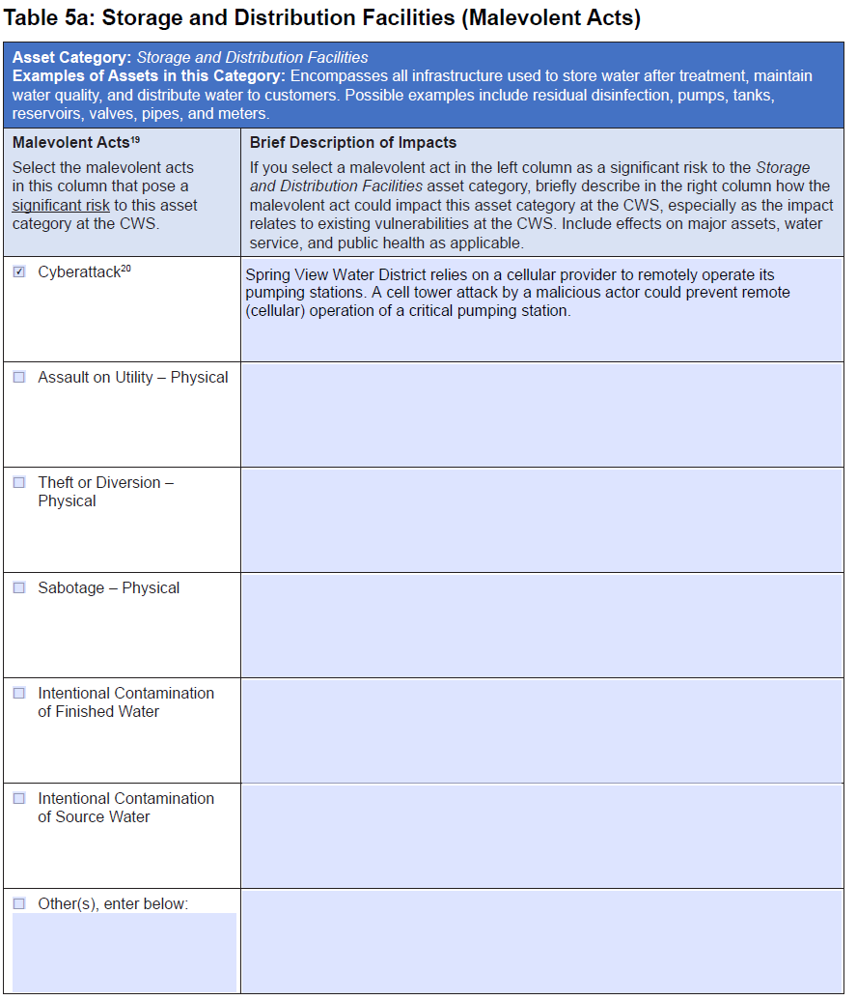 Table 5a: Storage and Distribution Facilities (Malevolent Acts)
Asset Category: Storage and Distribution Facilities
Examples of Assets in this Category: Encompasses all infrastructure used to store water after treatment, maintain
water quality, and distribute water to customers. Possible examples include residual disinfection, pumps, tanks,
reservoirs, valves, pipes, and meters.
Malevolent Acts¹⁹
Select the malevolent acts
in this column that pose a
significant risk to this asset
category at the CWS.
Brief Description of Impacts
If you select a malevolent act in the left column as a significant risk to the Storage
and Distribution Facilities asset category, briefly describe in the right column how the
malevolent act could impact this asset category at the CWS, especially as the impact
relates to existing vulnerabilities at the CWS. Include effects on major assets, water
service, and public health as applicable.
Cyberattack²⁰
Spring View Water District relies on a cellular provider to remotely operate its
pumping stations. A cell tower attack by a malicious actor could prevent remote
(cellular) operation of a critical pumping station.
Assault on Utility – Physical
Theft or Diversion –
Physical
Sabotage – Physical
Intentional Contamination
of Finished Water
Intentional Contamination
of Source Water
Other(s), enter below: